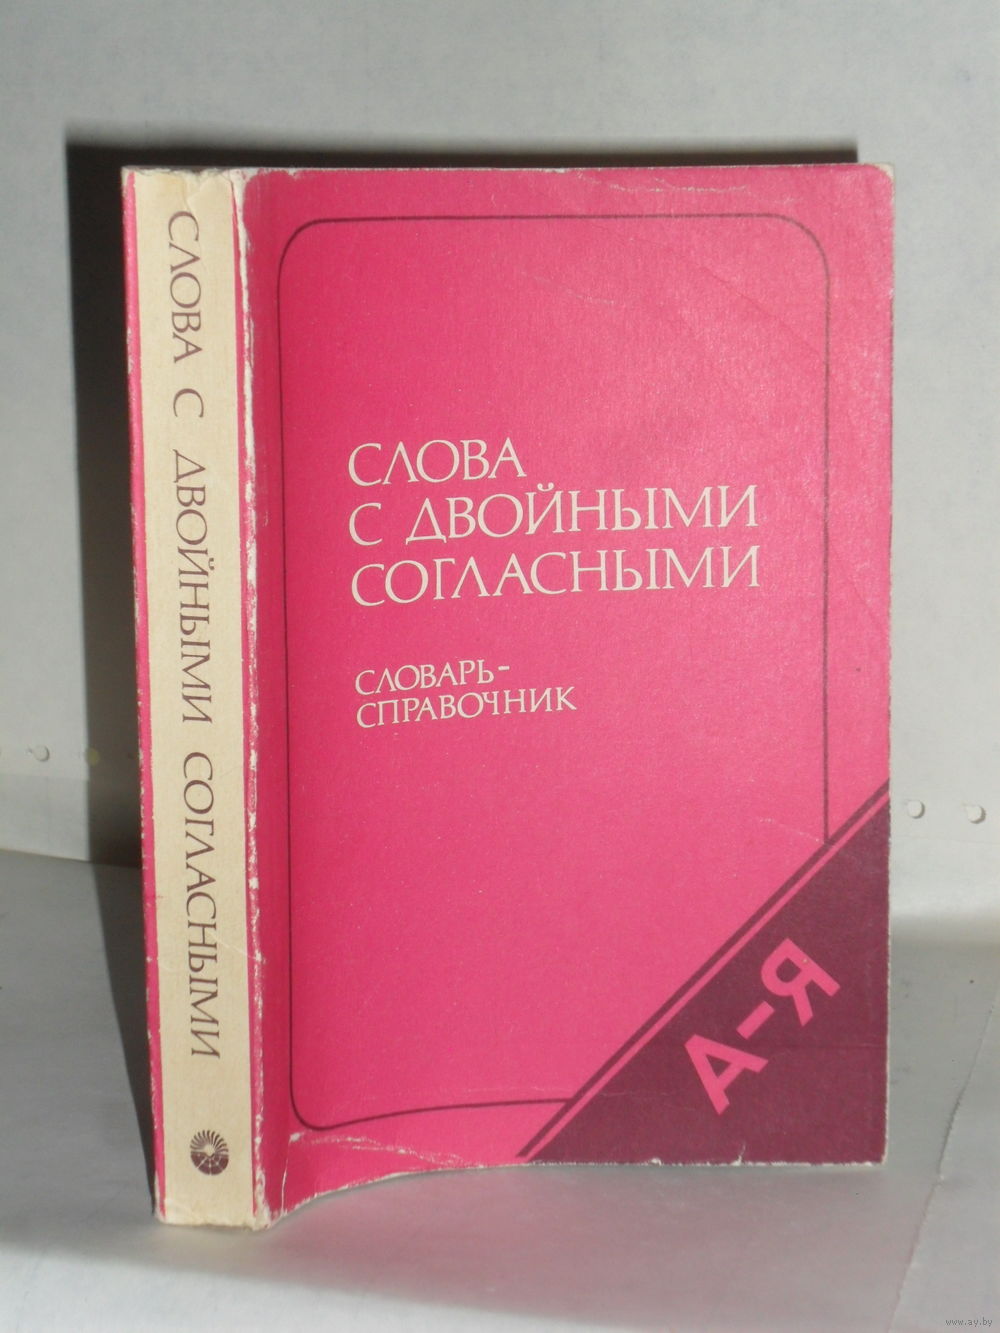 СЛОВА С ДВОЙНЫМИ СОГЛАСНЫМИ
СЛОВА
С ДВОЙНЫМИ
СОГЛАСНЫМИ
СЛОВАРЬ-
СПРАВОЧНИК
А-Я
www.ay.by